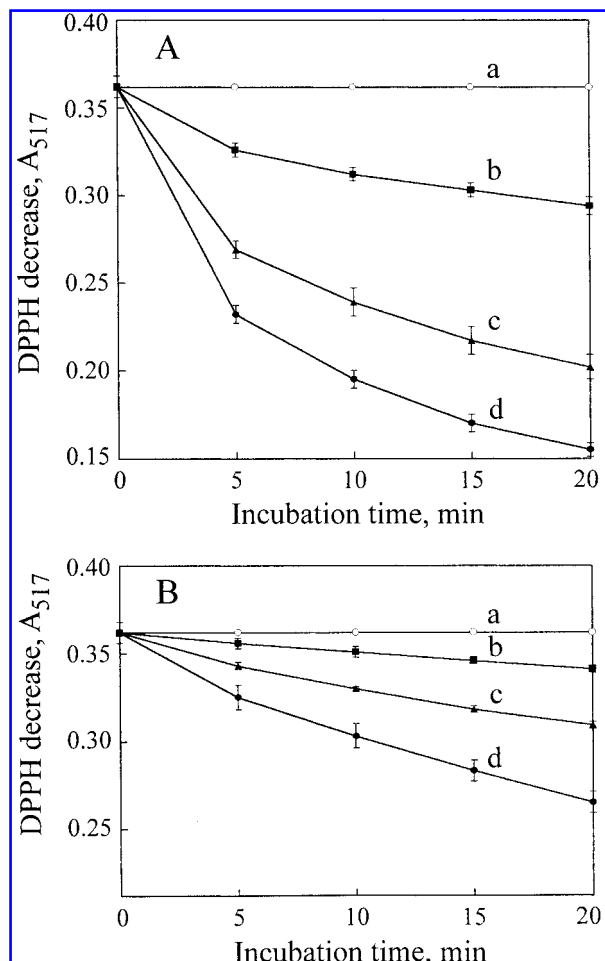 A
DPPH decrease, A517
0.40
0.35
0.30
0.25
0.20
0.15
a
b
c
d
0 5 10 15 20
Incubation time, min
B
DPPH decrease, A517
0.40
0.35
0.30
0.25
a
b
c
d
0 5 10 15 20
Incubation time, min